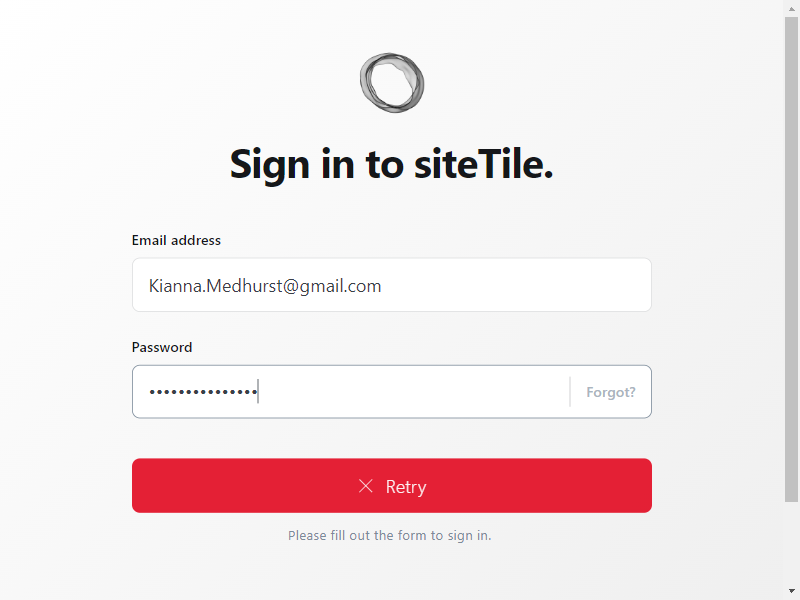 Sign in to siteTile.
Email address
Kianna.Medhurst@gmail.com
Password
•••••••••••••••
Forgot?
Retry
Please fill out the form to sign in.